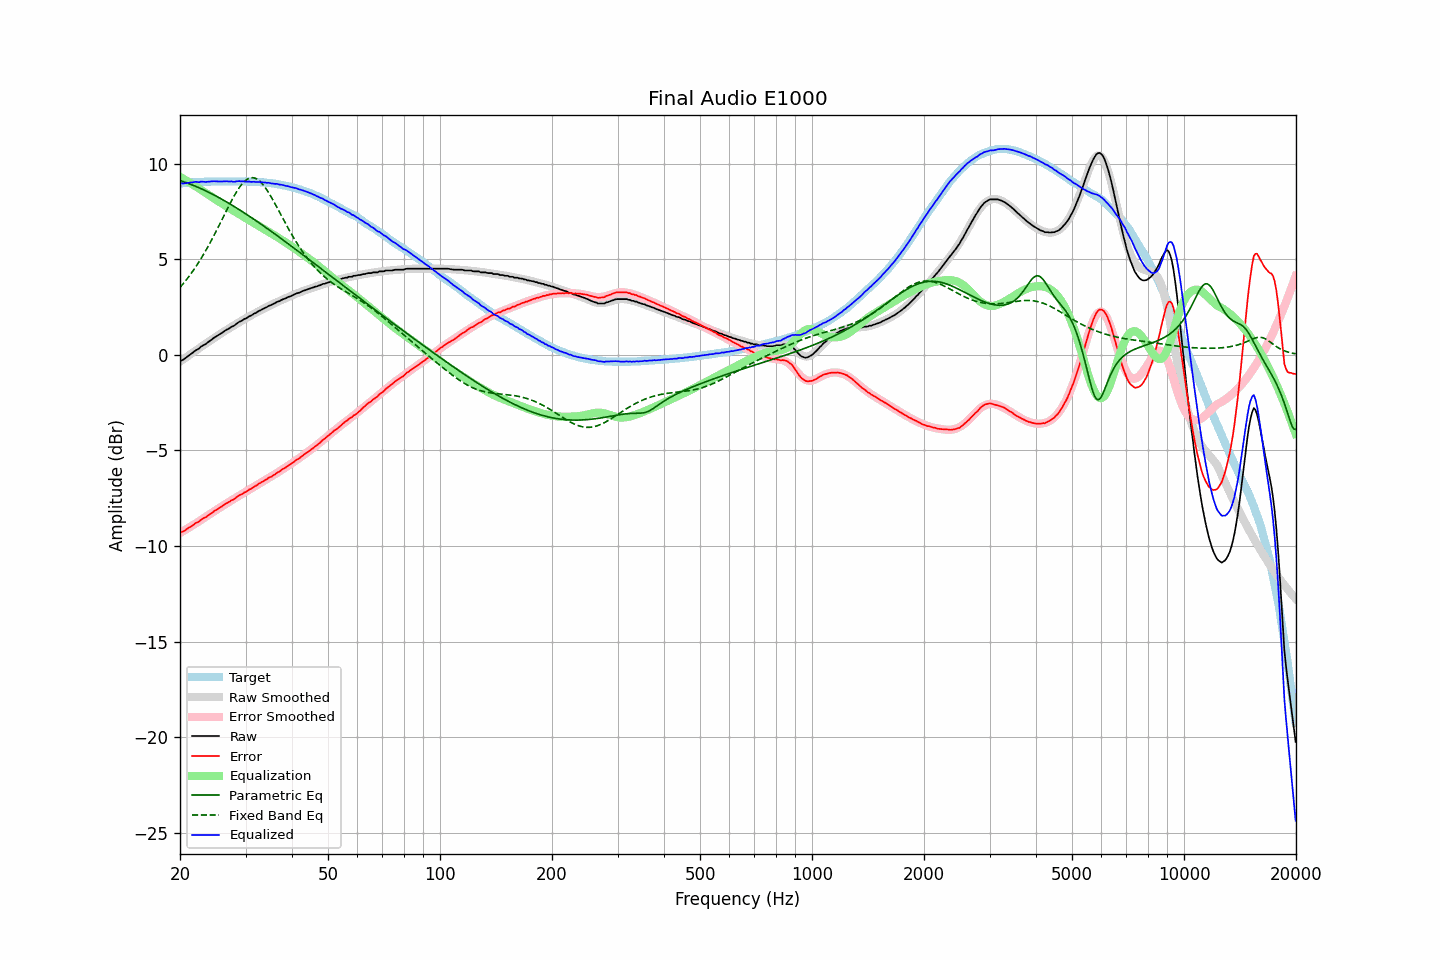 Final Audio E1000
10
5
0
−5
−10
−15
−20
−25
Amplitude (dBr)
Target
Raw Smoothed
Error Smoothed
Raw
Error
Equalization
Parametric Eq
Fixed Band Eq
Equalized
20 50 100 200 500 1000 2000 5000 10000 20000
Frequency (Hz)